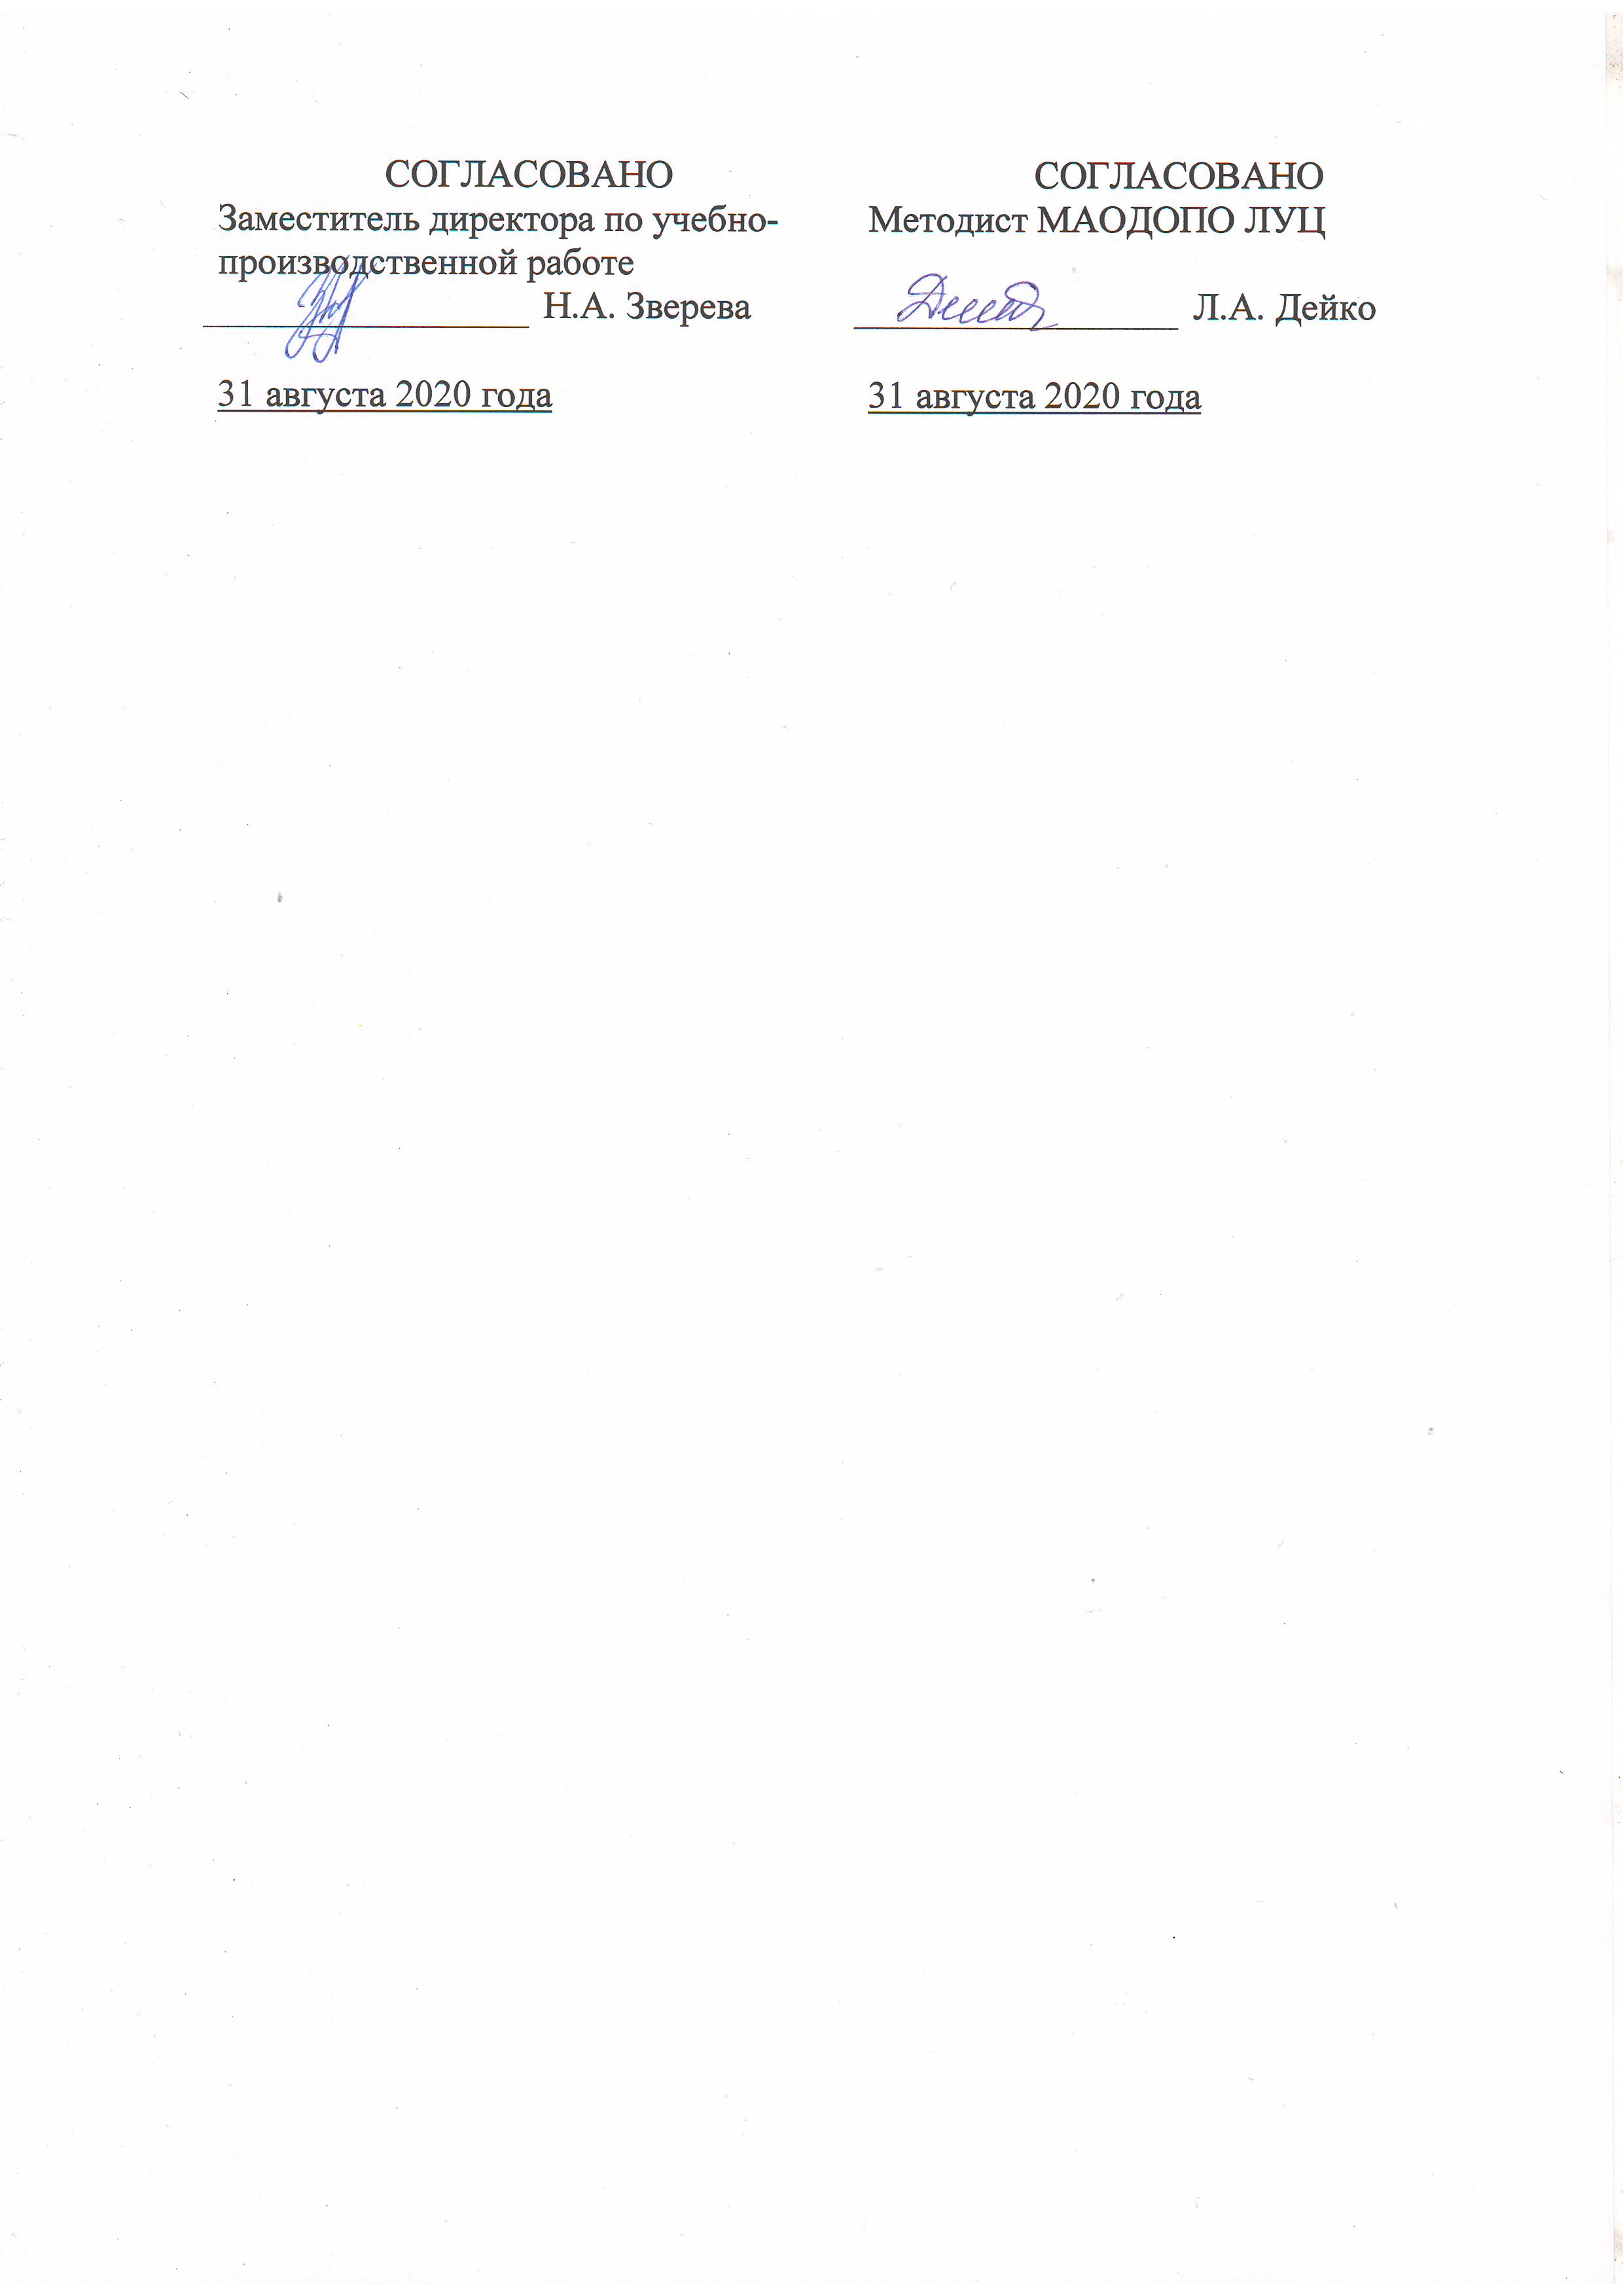 СОГЛАСОВАНО
Заместитель директора по учебно-
производственной работе
Н.А. Зверева
31 августа 2020 года
СОГЛАСОВАНО
Методист МАОДОПО ЛУЦ
Л.А. Дейко
31 августа 2020 года